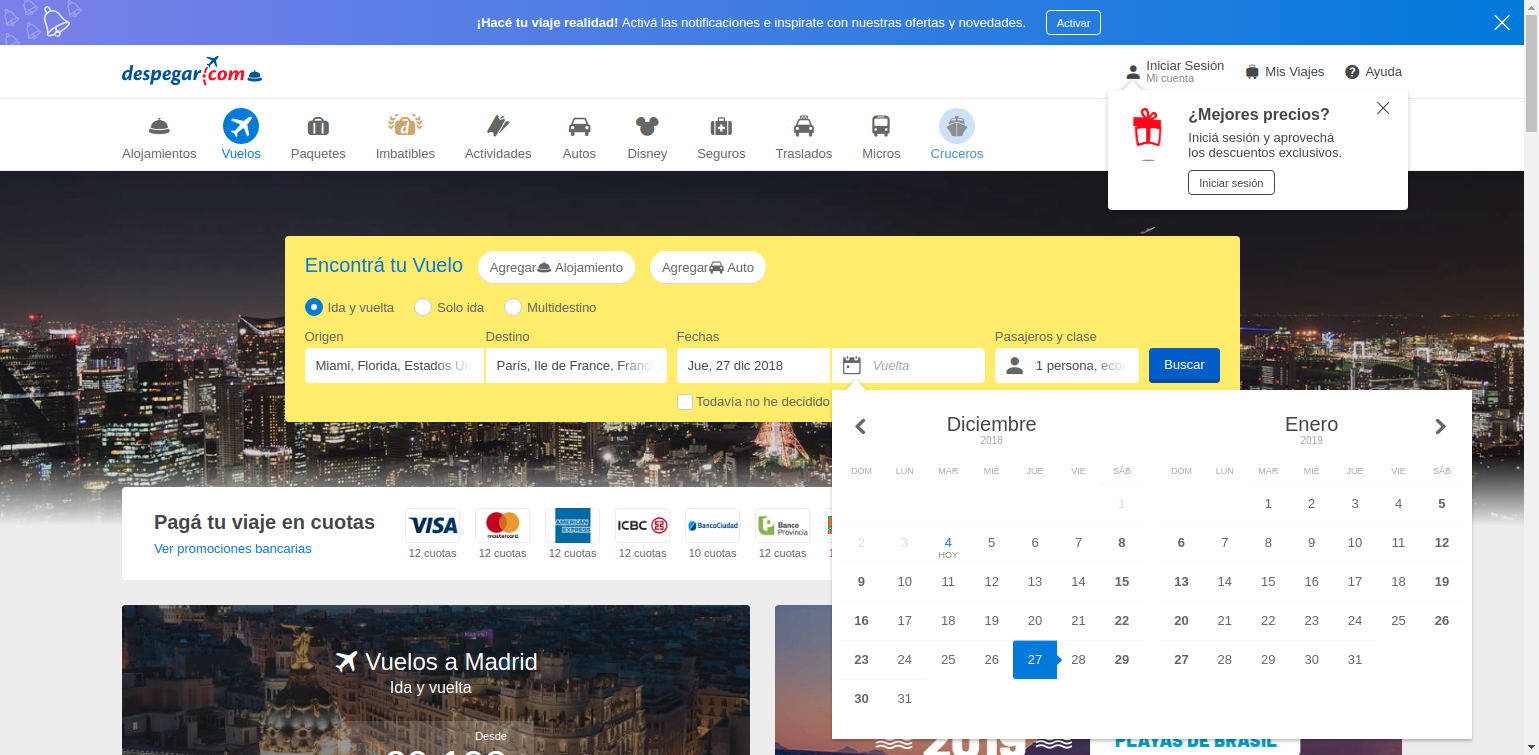 ¡Hacé tu viaje realidad! Activá las notificaciones e inspirate con nuestras ofertas y novedades. Activar
despegar.com
Iniciar Sesión
Mi cuenta
Mis Viajes
Ayuda
Alojamientos Vuelos Paquetes Imbatibles Actividades Autos Disney Seguros Traslados Micros Cruceros
¿Mejores precios?
Iniciá sesión y aprovechá
los descuentos exclusivos.
Iniciar sesión
Encontrá tu Vuelo Agregar Alojamiento Agregar Auto
Ida y vuelta Solo ida Multidestino
Origen Destino Fechas Pasajeros y clase
Miami, Florida, Estados Un París, Ile de France, Franci Jue, 27 dic 2018 Vuelta 1 persona, econ Buscar
Todavía no he decidido
Diciembre
2018
DOM LUN MAR MIÉ JUE VIE SÁB
1
2 3 4 5 6 7 8
HOY
9 10 11 12 13 14 15
16 17 18 19 20 21 22
23 24 25 26 27 28 29
30 31
Enero
2019
DOM LUN MAR MIÉ JUE VIE SÁB
1 2 3 4 5
6 7 8 9 10 11 12
13 14 15 16 17 18 19
20 21 22 23 24 25 26
27 28 29 30 31
Pagá tu viaje en cuotas
Ver promociones bancarias
VISA mastercard. AMERICAN EXPRESS ICBC BancoCiudad Banco Provincia
12 cuotas 12 cuotas 12 cuotas 12 cuotas 10 cuotas 12 cuotas
Vuelos a Madrid
Ida y vuelta
Desde
2019
PLAYAS DE BRASIL